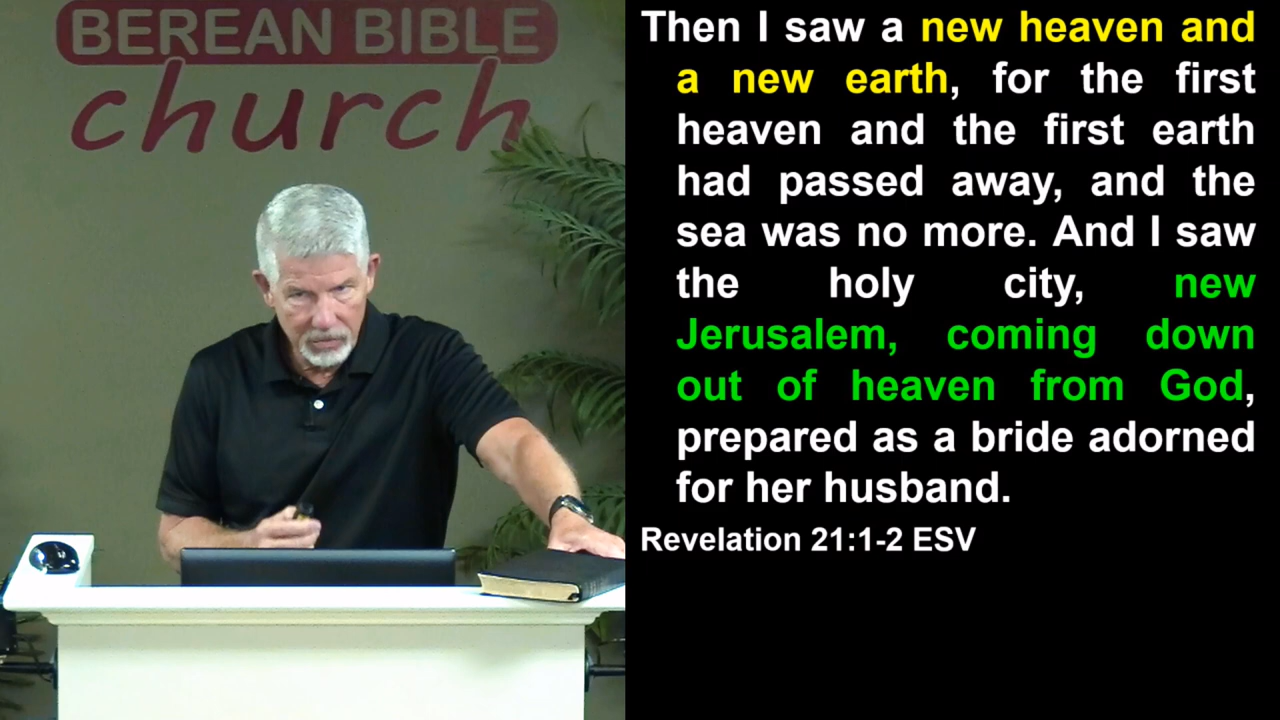 BEREAN BIBLE
church
Then I saw a new heaven and
a new earth, for the first
heaven and the first earth
had passed away, and the
sea was no more. And I saw
the holy city, new
Jerusalem, coming down
out of heaven from God,
prepared as a bride adorned
for her husband.
Revelation 21:1-2 ESV